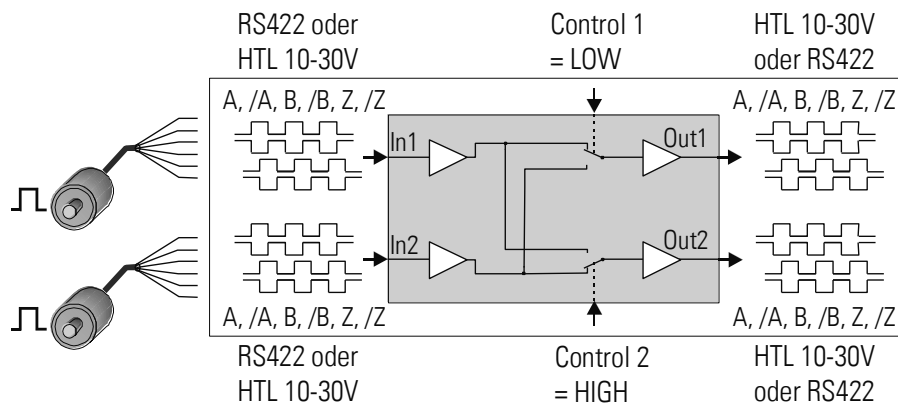 RS422 oder
HTL 10-30V
Control 1
= LOW
HTL 10-30V
oder RS422
A, /A, B, /B, Z, /Z
A, /A, B, /B, Z, /Z
In1
Out1
In2
Out2
A, /A, B, /B, Z, /Z
A, /A, B, /B, Z, /Z
RS422 oder
HTL 10-30V
Control 2
= HIGH
HTL 10-30V
oder RS422